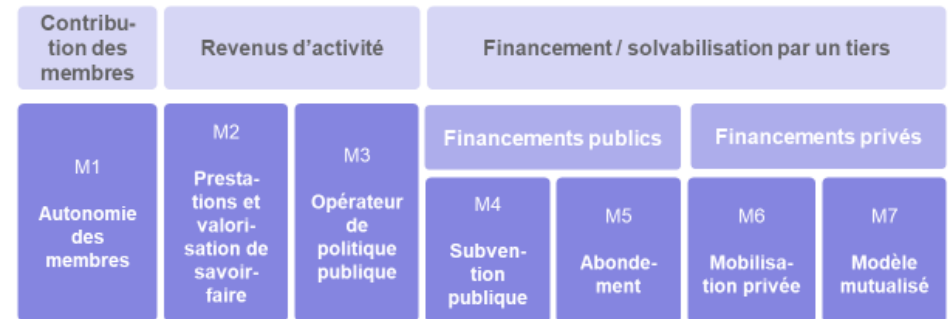 Contribu-
tion des
membres
Revenus d’activité
Financement / solvabilisation par un tiers
M1
Autonomie
des
membres
M2
Presta-
tions et
valori-
sation de
savoir-
faire
M3
Opérateur
de
politique
publique
Financements publics
M4
Subven-
tion
publique
M5
Abonde-
ment
Financements privés
M6
Mobilisa-
tion privée
M7
Modèle
mutualisé